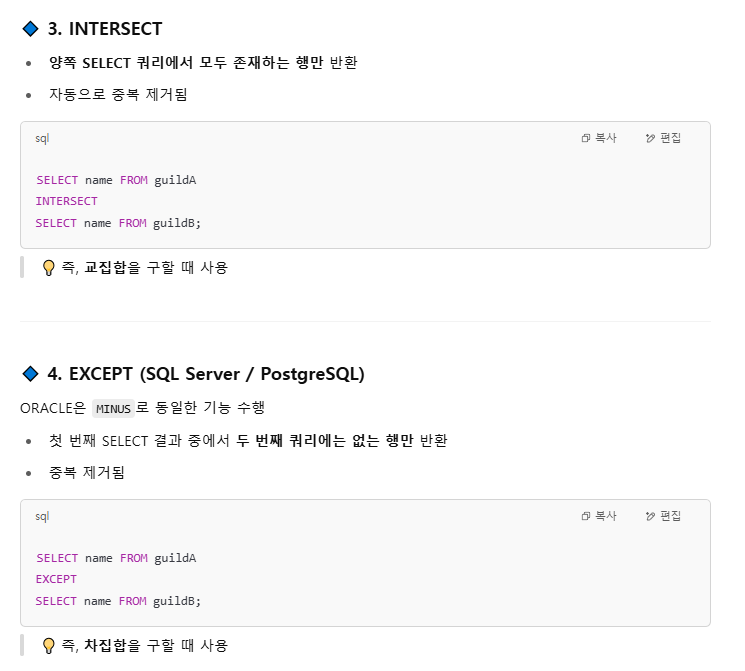 3. INTERSECT
양쪽 SELECT 쿼리에서 모두 존재하는 행만 반환
자동으로 중복 제거됨
sql 복사 편집
SELECT name FROM guildA
INTERSECT
SELECT name FROM guildB;
즉, 교집합을 구할 때 사용
4. EXCEPT (SQL Server / PostgreSQL)
ORACLE은 MINUS로 동일한 기능 수행
첫 번째 SELECT 결과 중에서 두 번째 쿼리에는 없는 행만 반환
중복 제거됨
sql 복사 편집
SELECT name FROM guildA
EXCEPT
SELECT name FROM guildB;
즉, 차집합을 구할 때 사용